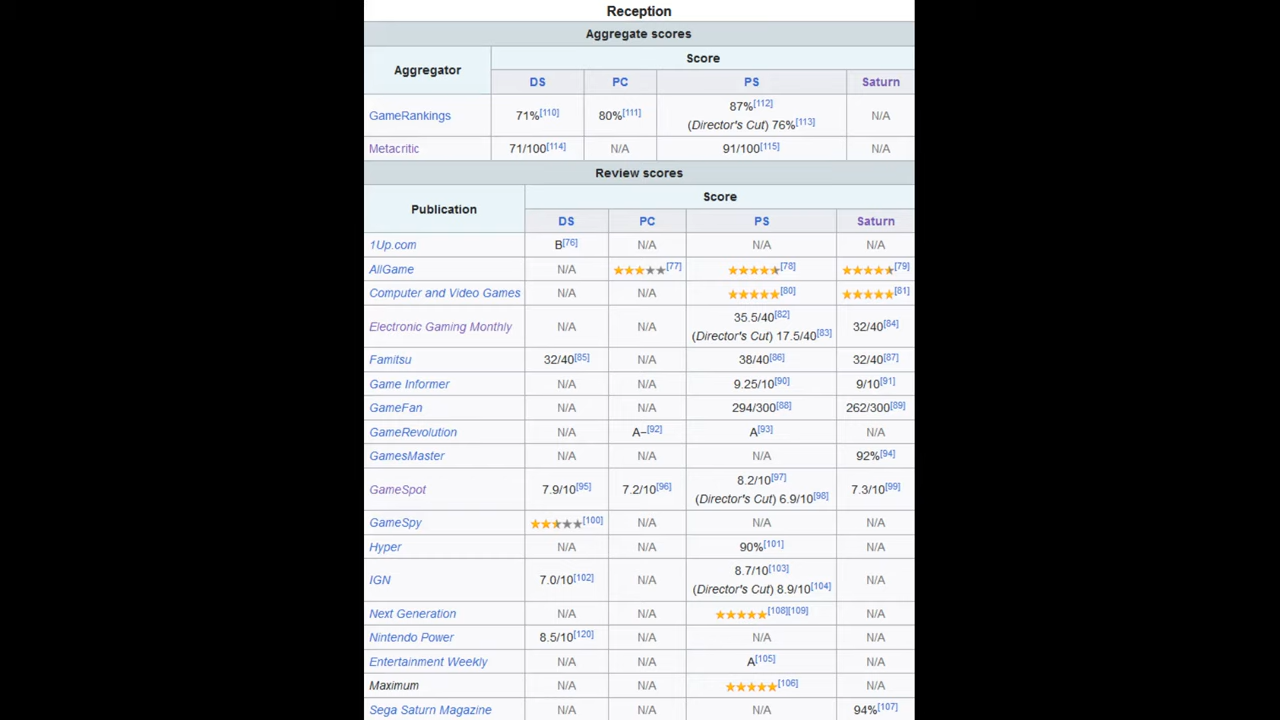 Reception
Aggregate scores
Aggregator Score
DS PC PS Saturn
GameRankings 71%[110] 80%[111] 87%[112] (Director's Cut) 76%[113] N/A
Metacritic 71/100[114] N/A 91/100[115] N/A
Review scores
Publication Score
DS PC PS Saturn
1Up.com B[76] N/A N/A N/A
AllGame N/A ★★★★★[77] ★★★★★[78] ★★★★★[79]
Computer and Video Games N/A N/A ★★★★★[80] ★★★★★[81]
Electronic Gaming Monthly N/A N/A 35.5/40[82] (Director's Cut) 17.5/40[83] 32/40[84]
Famitsu 32/40[85] N/A 38/40[86] 32/40[87]
Game Informer N/A N/A 9.25/10[90] 9/10[91]
GameFan N/A N/A 294/300[88] 262/300[89]
GameRevolution N/A A−[92] A[93] N/A
GamesMaster N/A N/A N/A 92%[94]
GameSpot 7.9/10[95] 7.2/10[96] 8.2/10[97] (Director's Cut) 6.9/10[98] 7.3/10[99]
GameSpy ★★★★★[100] N/A N/A N/A
Hyper N/A N/A 90%[101] N/A
IGN 7.0/10[102] N/A 8.7/10[103] (Director's Cut) 8.9/10[104] N/A
Next Generation N/A N/A ★★★★★[108][109] N/A
Nintendo Power 8.5/10[120] N/A N/A N/A
Entertainment Weekly N/A N/A A[105] N/A
Maximum N/A N/A ★★★★★[106] N/A
Sega Saturn Magazine N/A N/A N/A 94%[107]